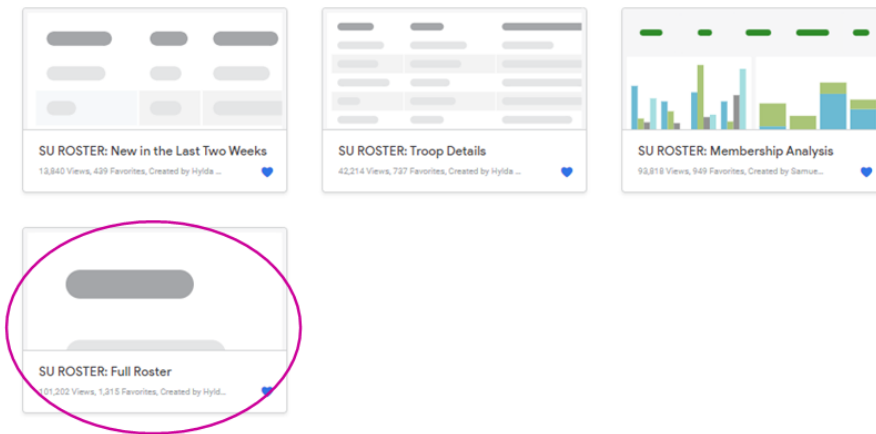 SU ROSTER: New in the Last Two Weeks
13,840 Views, 439 Favorites, Created by Hylda ...
SU ROSTER: Troop Details
42,214 Views, 737 Favorites, Created by Hylda ...
SU ROSTER: Membership Analysis
93,818 Views, 949 Favorites, Created by Samue...
SU ROSTER: Full Roster
101,202 Views, 1,315 Favorites, Created by Hyld...